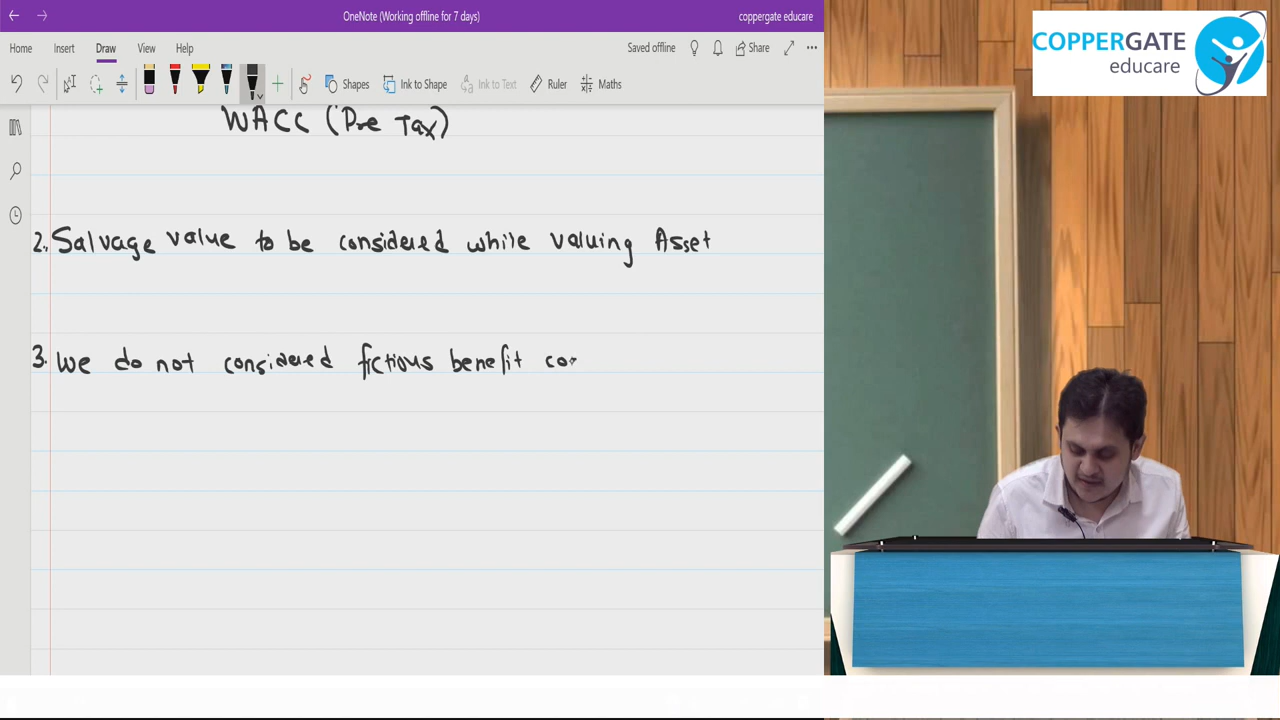 OneNote (Working offline for 7 days)
coppergate educare
Home Insert Draw View Help
Saved offline
Share
Shapes
Ink to Shape
Ink to Text
Ruler
Maths
WACC (Pre Tax)
2. Salvage value to be considered while valuing Asset
3. We do not considered fictious benefit co
COPPERGATE
educare